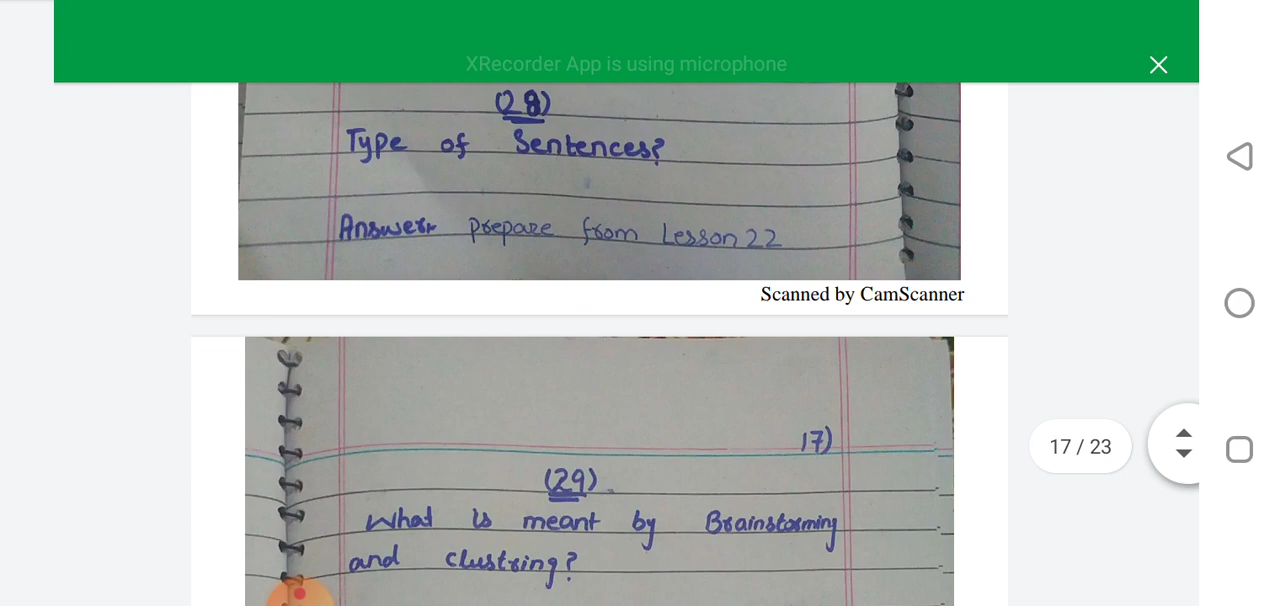 XRecorder App is using microphone
(28)
Type of Sentences?
Answer:- prepare from Lesson 22
Scanned by CamScanner
17)
17 / 23
(29)
What is meant by Brainstorming
and clustring?